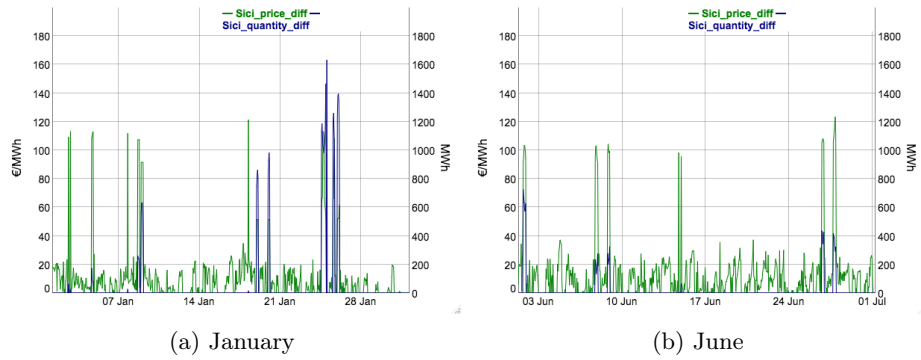 Sici_price_diff
Sici_quantity_diff
180
160
140
120
100
80
60
40
20
0
€/MWh
1800
1600
1400
1200
1000
800
600
400
200
0
MWh
07 Jan
14 Jan
21 Jan
28 Jan
(a) January
Sici_price_diff
Sici_quantity_diff
180
160
140
120
100
80
60
40
20
0
€/MWh
1800
1600
1400
1200
1000
800
600
400
200
0
MWh
03 Jun
10 Jun
17 Jun
24 Jun
01 Jul
(b) June